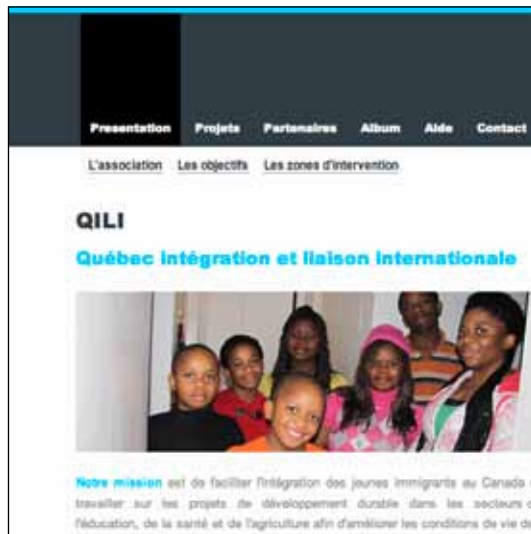 Presentation Projets Partenaires Album Aide Contact
L'association Les objectifs Les zones d'intervention
QILI
Québec intégration et liaison internationale
Notre mission est de faciliter l'intégration des jeunes immigrants au Canada
travailler sur les projets de développement durable dans les secteurs
l'éducation, de la santé et de l'agriculture afin d'améliorer les conditions de vie de